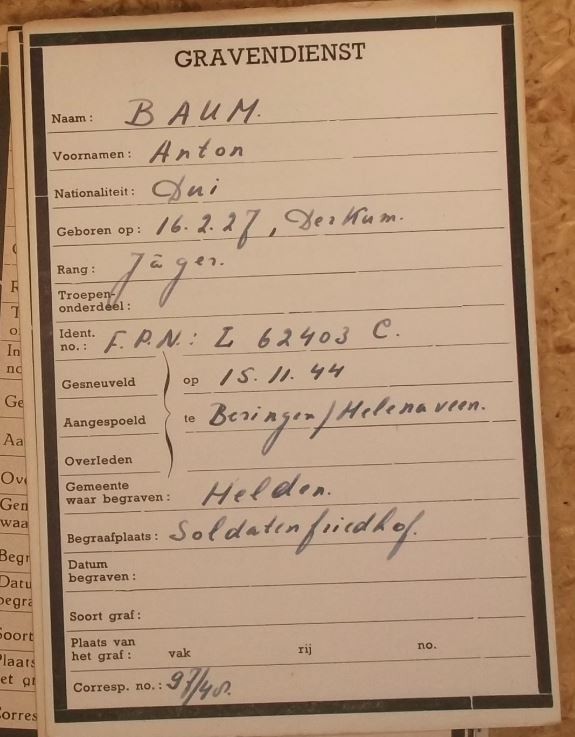 GRAVENDIENST
Naam: BAUM.
Voornamen: Anton
Nationaliteit: Dui
Geboren op: 16.2.27, Derkum.
Rang: Jäger.
Troepen-
onderdeel:
Ident.
no.: F.P.N.: L 62403 C.
Gesneuveld op 15.11.44
Aangespoeld te Beringen/Helenaveen.
Overleden
Gemeente
waar begraven: Helden.
Begraafplaats: Soldatenfriedhof.
Datum
begraven:
Soort graf:
Plaats van
het graf: vak rij no.
Corresp. no.: 97/48.